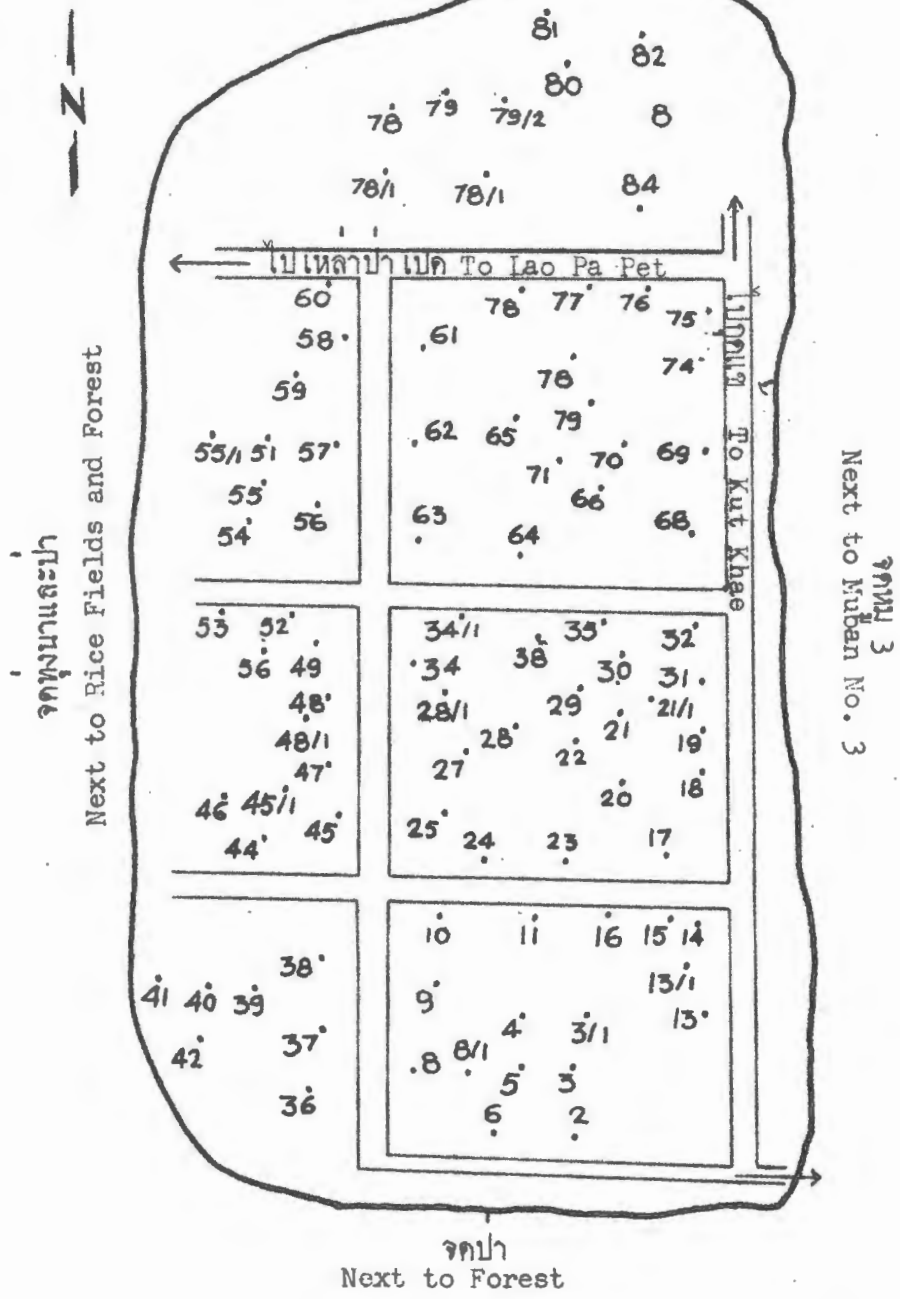 81
82
80
78 79 79/2 8
78/1 78/1 84
N
ไปเหล่าปาเปด To Lao Pa Pet
60 78 77 76 75
58 61 74
59 78
79
55/1 51 57 62 65 70 69
71
55 66
54 56 63 64 68
To Kut Khae
53 52 34/1 35 32
56 49 34 38 30 31
48 28/1 29 21/1
48/1 28 22 21 19
47 27
46 45/1 20 18
44 45 25 24 23 17
10 11 16 15 14
38 13/1
41 40 39 9
42 37 4 3/1 13
8 8/1
36 5 3
6 2
จดทุ่งนาและป่า
Next to Rice Fields and Forest
จดหมู่ 3
Next to Muban No. 3
จดป่า
Next to Forest